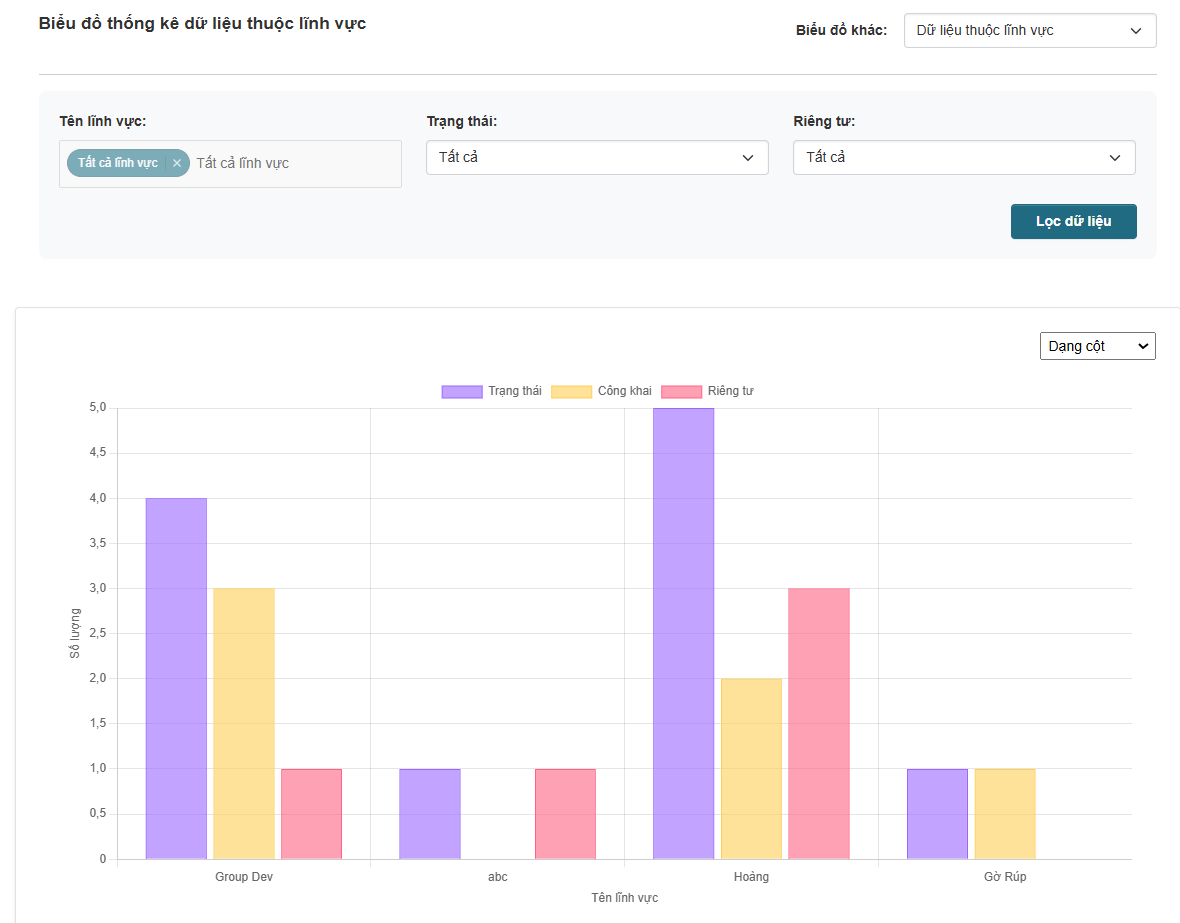 Biểu đồ thống kê dữ liệu thuộc lĩnh vực
Biểu đồ khác: Dữ liệu thuộc lĩnh vực
Tên lĩnh vực: Trạng thái: Riêng tư:
Tất cả lĩnh vực × Tất cả lĩnh vực Tất cả Tất cả
Lọc dữ liệu
Dạng cột
Trạng thái Công khai Riêng tư
5,0
4,5
4,0
3,5
3,0
2,5
2,0
1,5
1,0
0,5
0
Số lượng
Group Dev abc Hoàng Gờ Rúp
Tên lĩnh vực